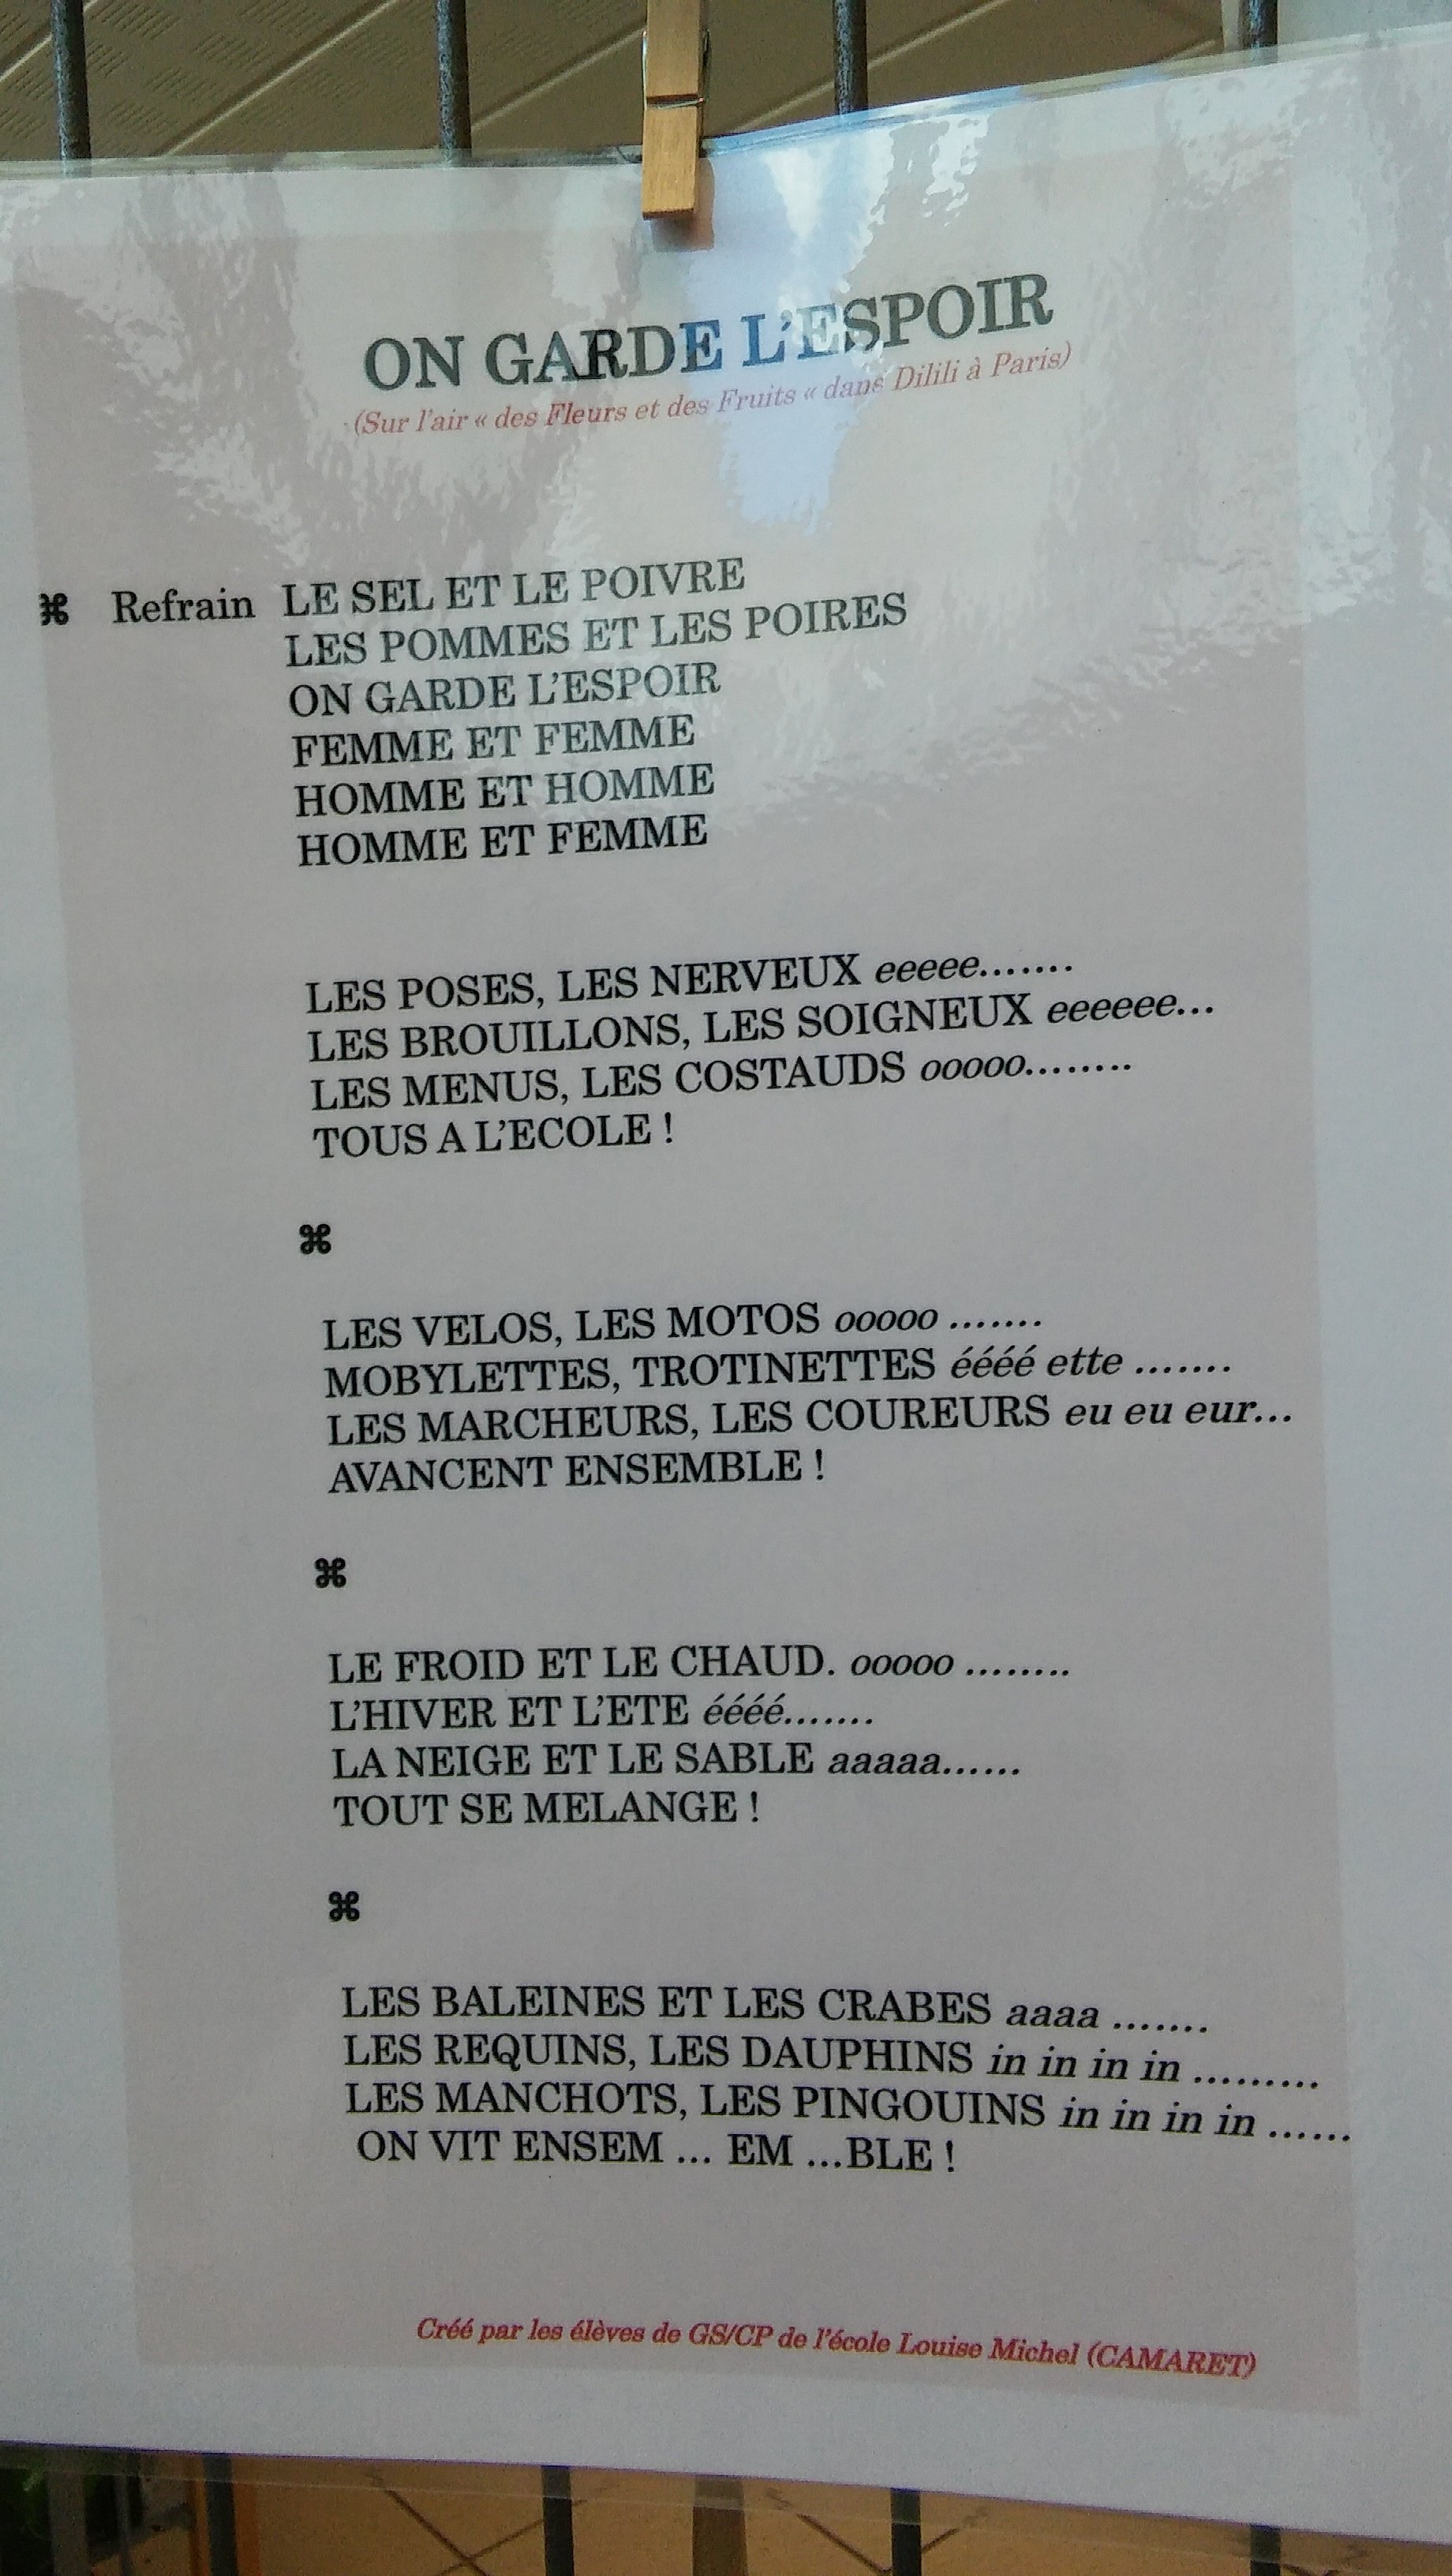 ON GARDE L'ESPOIR
(Sur l'air « des Fleurs et des Fruits « dans Dilili à Paris)
⌘ Refrain LE SEL ET LE POIVRE
LES POMMES ET LES POIRES
ON GARDE L'ESPOIR
FEMME ET FEMME
HOMME ET HOMME
HOMME ET FEMME
LES POSES, LES NERVEUX eeeee.......
LES BROUILLONS, LES SOIGNEUX eeeeee...
LES MENUS, LES COSTAUDS ooooo........
TOUS A L'ECOLE !
⌘
LES VELOS, LES MOTOS ooooo .......
MOBYLETTES, TROTINETTES éééé ette .......
LES MARCHEURS, LES COUREURS eu eu eur...
AVANCENT ENSEMBLE !
⌘
LE FROID ET LE CHAUD. ooooo ........
L'HIVER ET L'ETE éééé.......
LA NEIGE ET LE SABLE aaaaa......
TOUT SE MELANGE !
⌘
LES BALEINES ET LES CRABES aaaa .......
LES REQUINS, LES DAUPHINS in in in in .........
LES MANCHOTS, LES PINGOUINS in in in in ......
ON VIT ENSEM ... EM ...BLE !
Créé par les élèves de GS/CP de l'école Louise Michel (CAMARET)